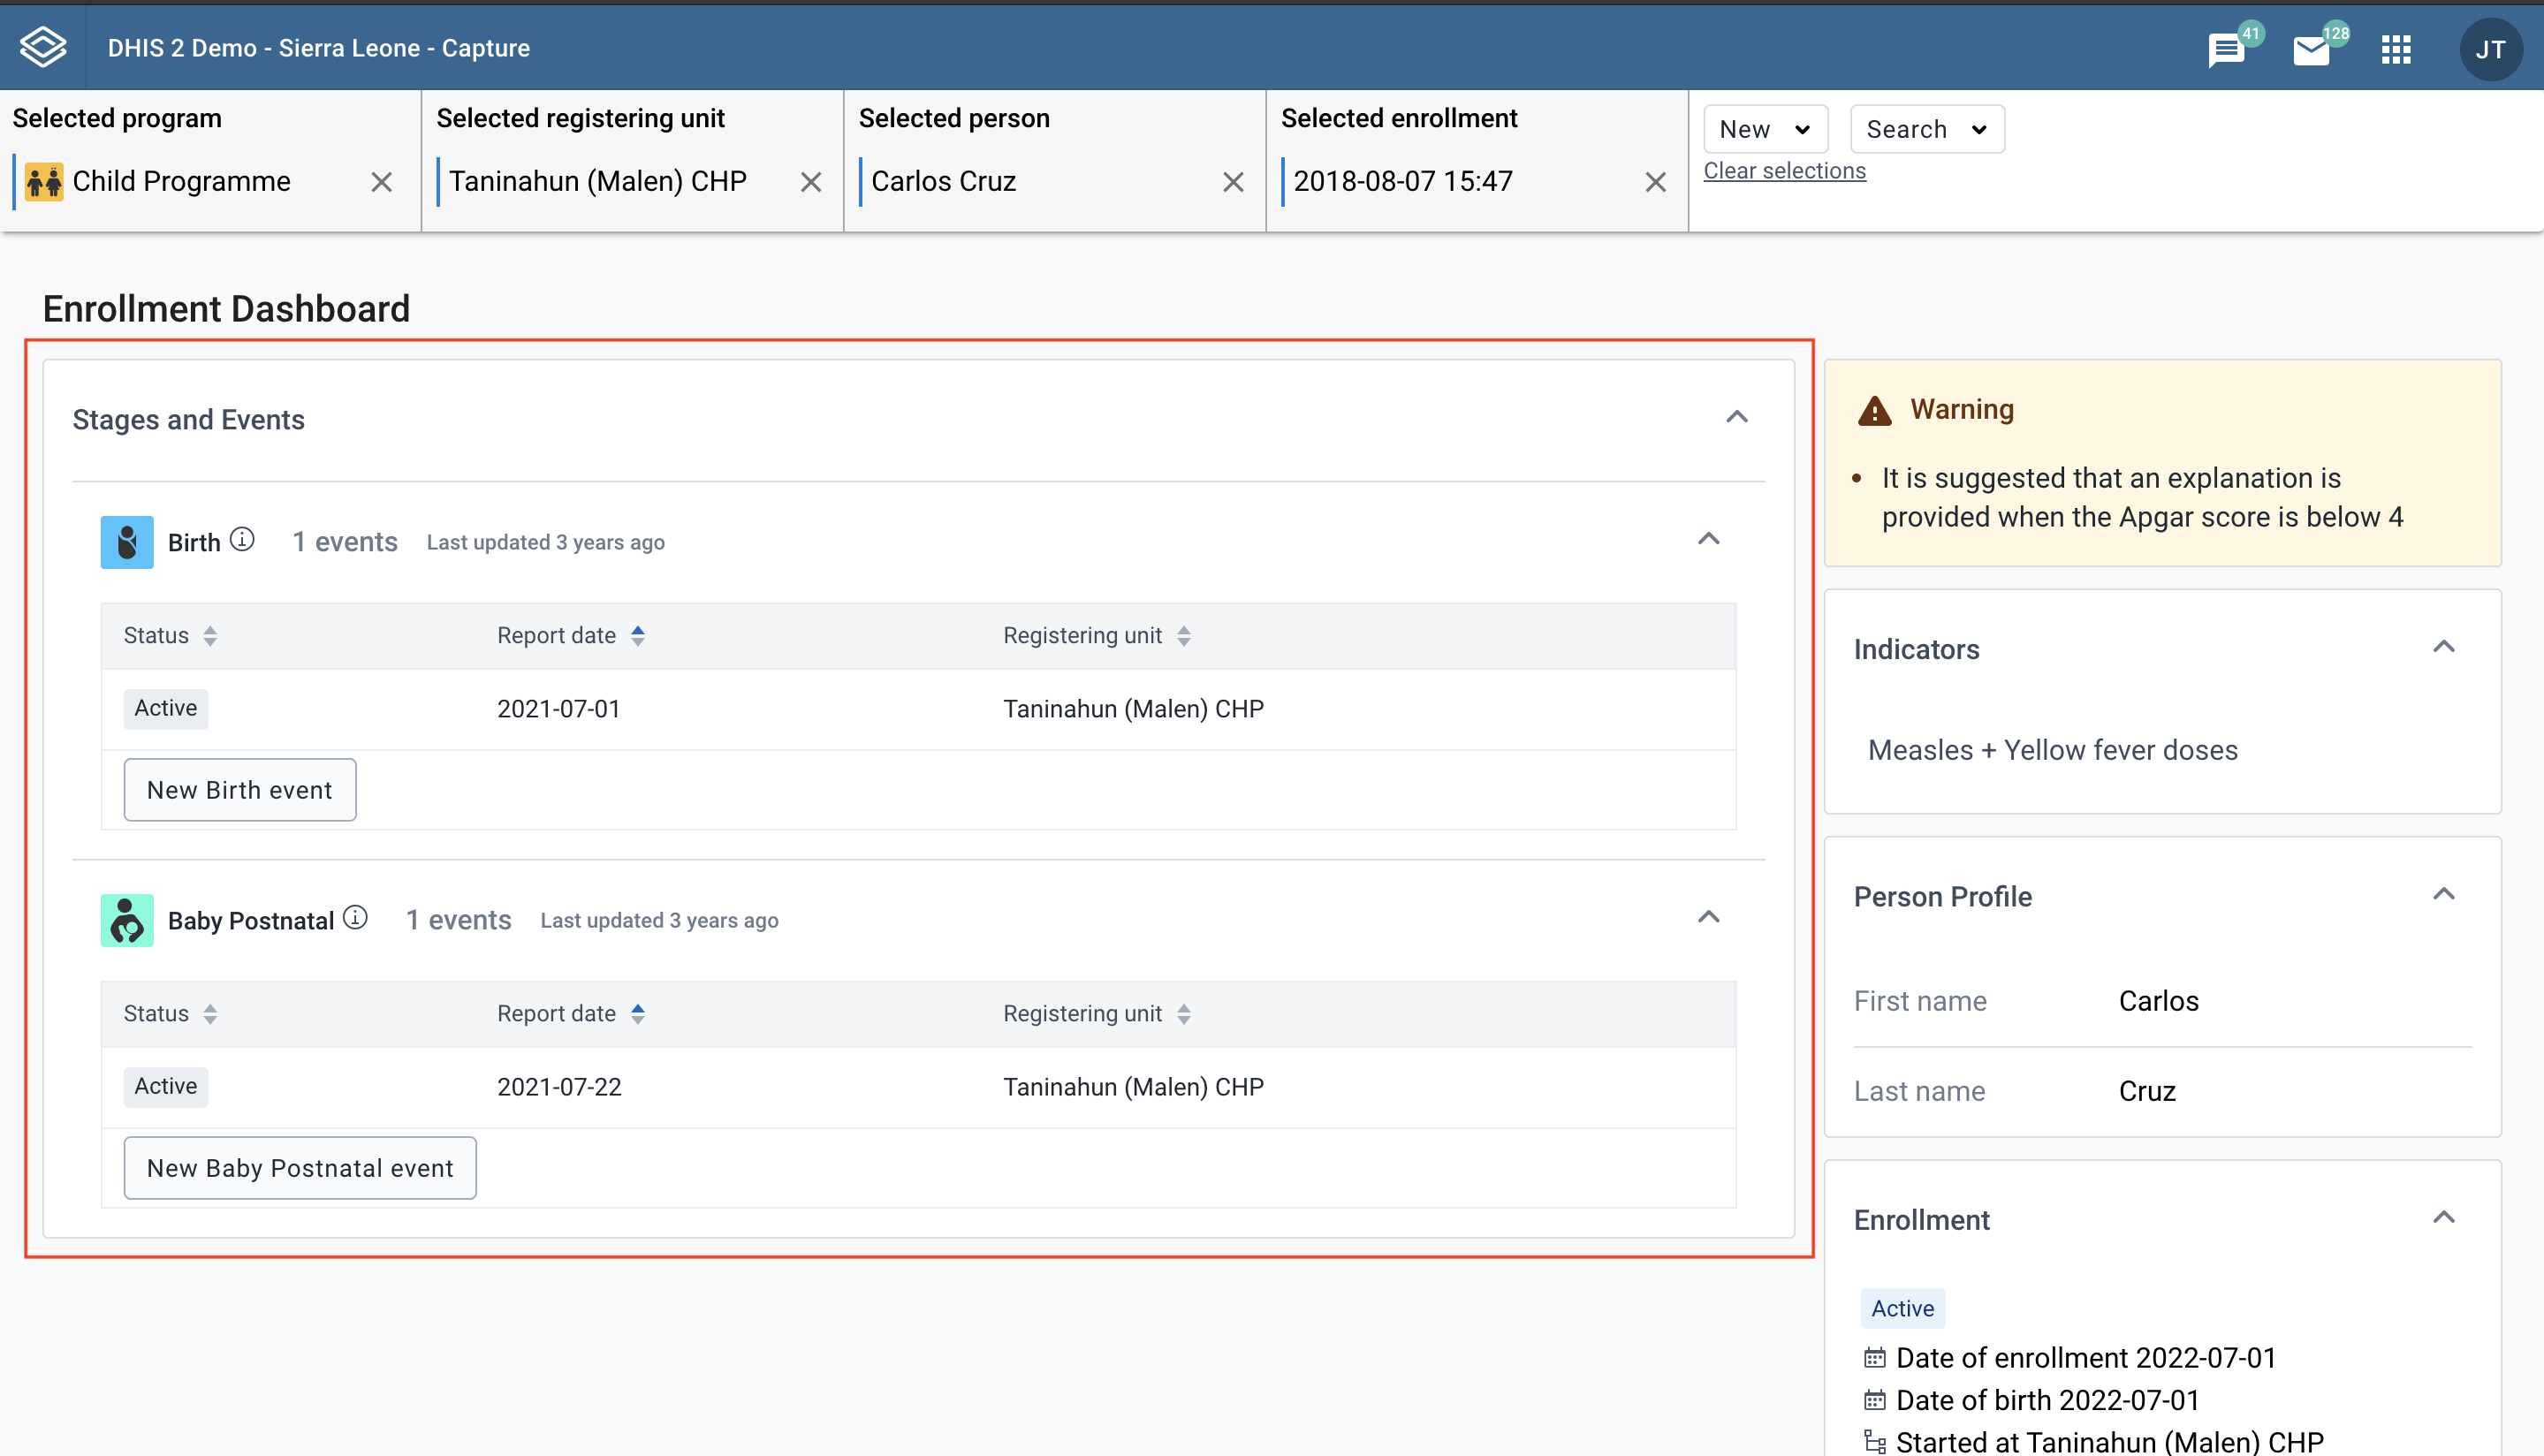 DHIS 2 Demo - Sierra Leone - Capture
41
128
JT
Selected program
Child Programme
Selected registering unit
Taninahun (Malen) CHP
Selected person
Carlos Cruz
Selected enrollment
2018-08-07 15:47
New
Search
Clear selections
Enrollment Dashboard
Stages and Events
Birth 1 events Last updated 3 years ago
Status Report date Registering unit
Active 2021-07-01 Taninahun (Malen) CHP
New Birth event
Baby Postnatal 1 events Last updated 3 years ago
Status Report date Registering unit
Active 2021-07-22 Taninahun (Malen) CHP
New Baby Postnatal event
Warning
• It is suggested that an explanation is
provided when the Apgar score is below 4
Indicators
Measles + Yellow fever doses
Person Profile
First name Carlos
Last name Cruz
Enrollment
Active
Date of enrollment 2022-07-01
Date of birth 2022-07-01
Started at Taninahun (Malen) CHP